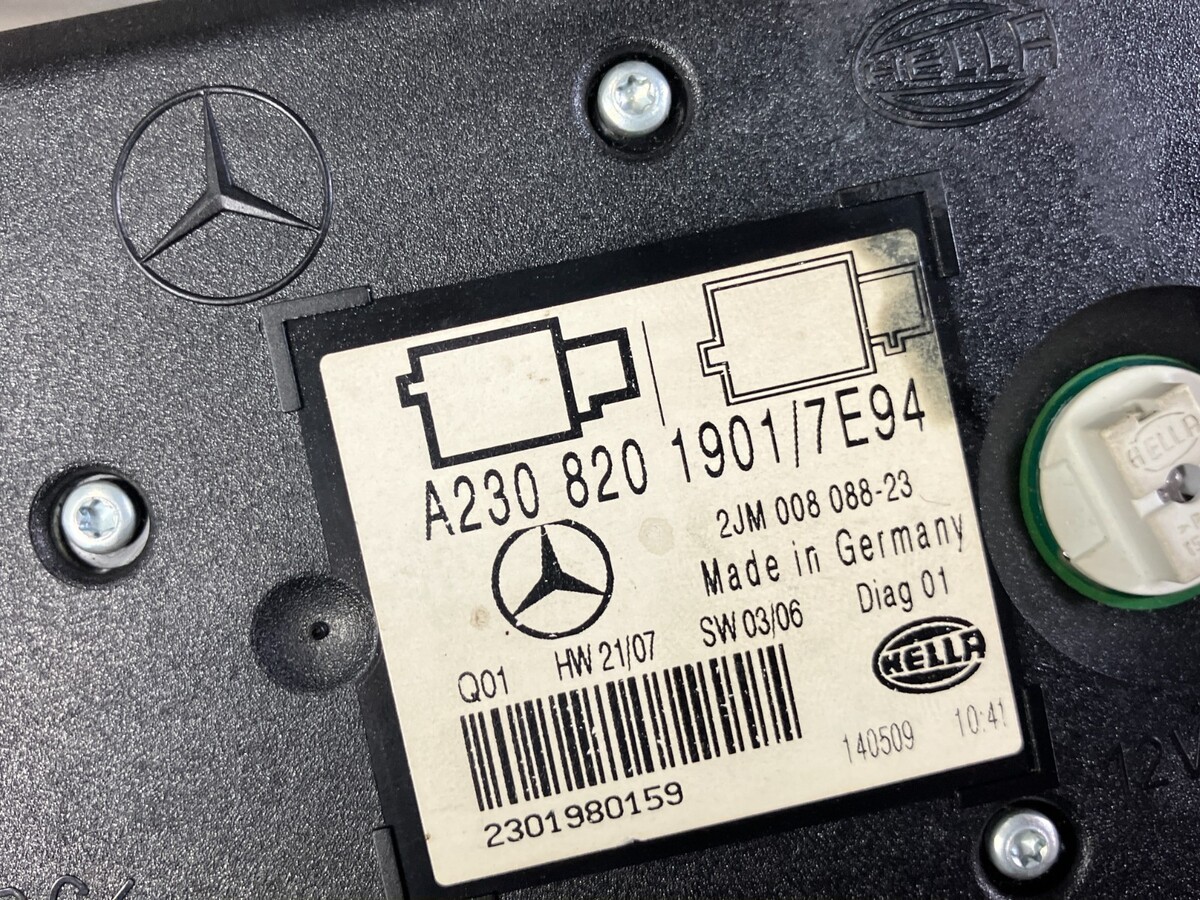 HELLA
A230 820 1901/7E94
2JM 008 088-23
Made in Germany
Q01 HW 21/07 SW 03/06 Diag 01
HELLA
HELLA
2301980159
140509 10:41
12V